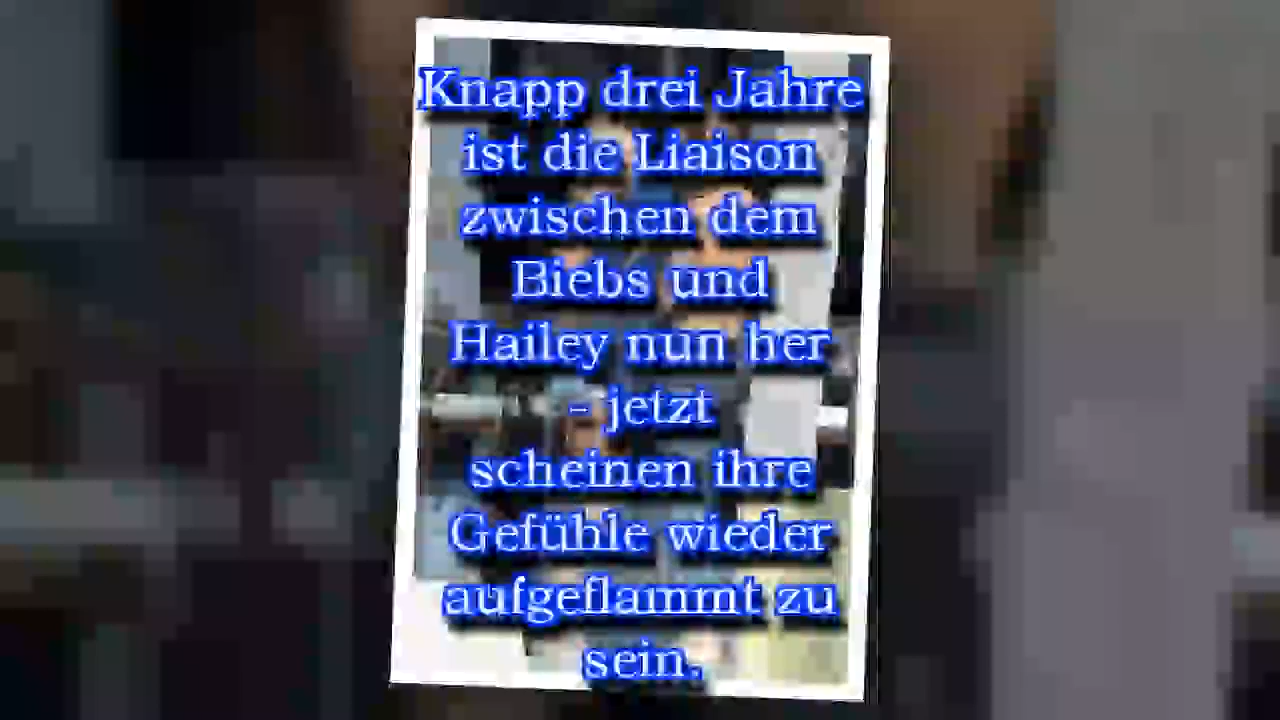 Knapp drei Jahre
ist die Liaison
zwischen dem
Biebs und
Hailey nun her
- jetzt
scheinen ihre
Gefühle wieder
aufgeflammt zu
sein.